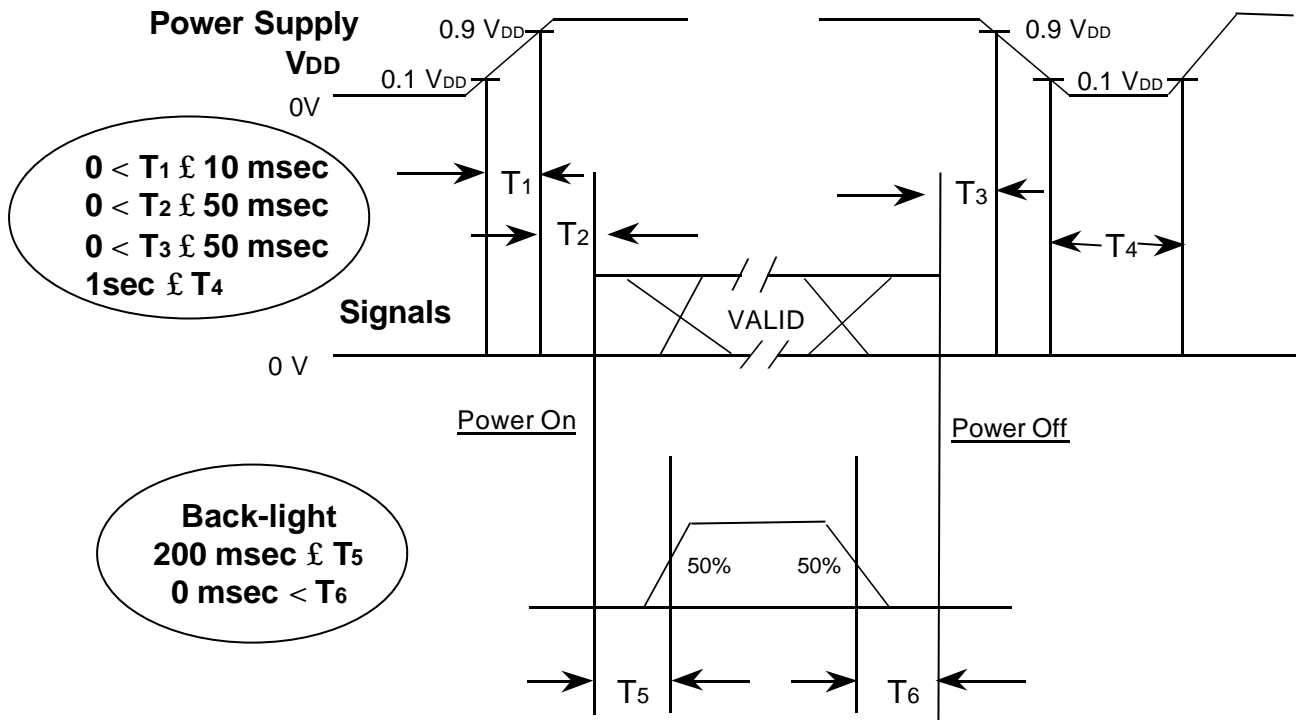 Power Supply
VDD
0.9 VDD
0.1 VDD
0V
0.9 VDD
0.1 VDD
0 < T1 £ 10 msec
0 < T2 £ 50 msec
0 < T3 £ 50 msec
1sec £ T4
T1
T2
T3
T4
Signals
VALID
0 V
Power On
Power Off
Back-light
200 msec £ T5
0 msec < T6
50%
50%
T5
T6